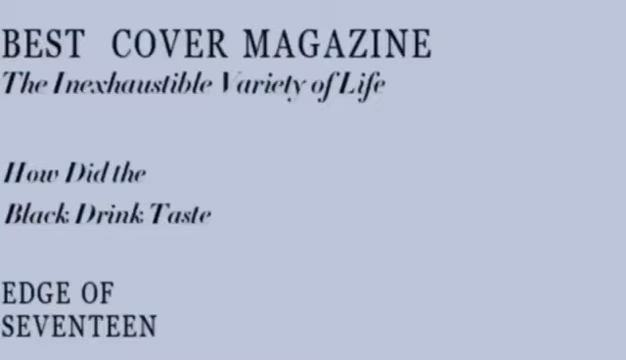 BEST COVER MAGAZINE
The Inexhaustible Variety of Life
How Did the
Black Drink Taste
EDGE OF
SEVENTEEN